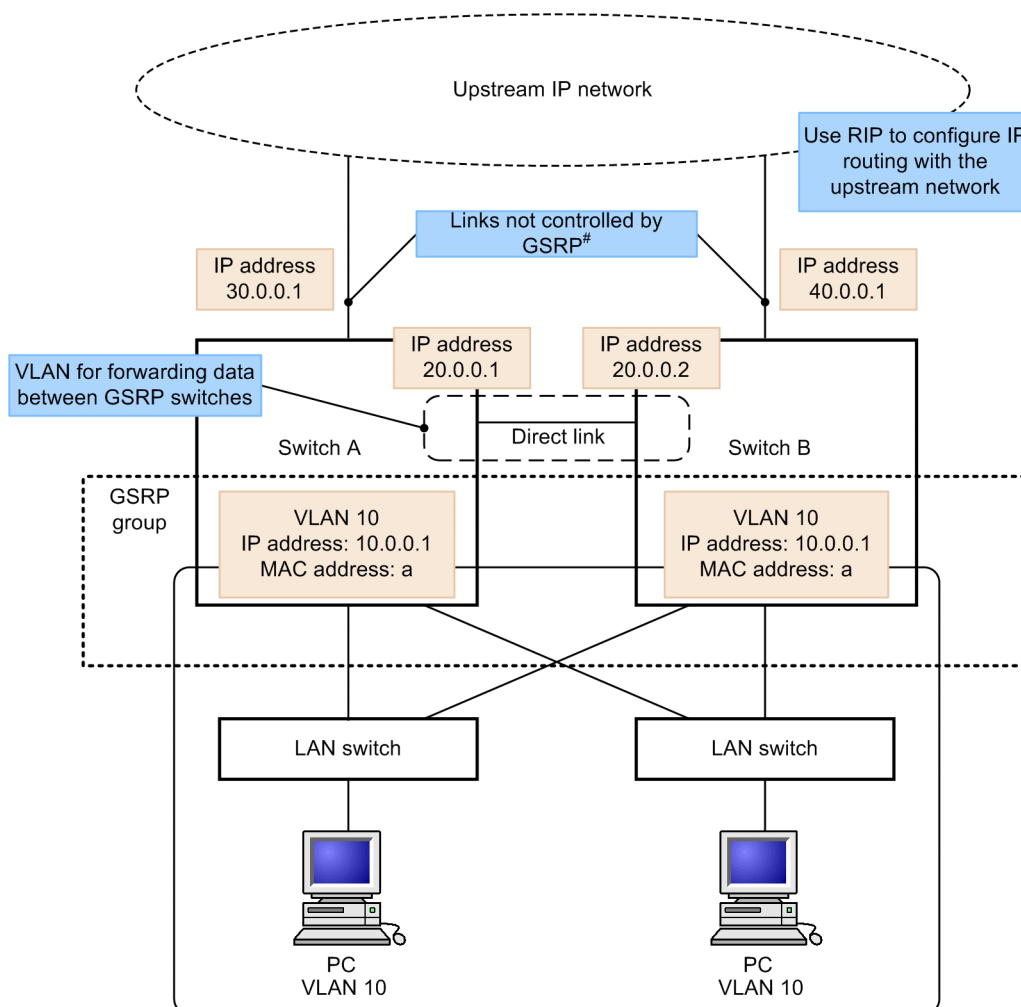 Upstream IP network
Use RIP to configure IP
routing with the
upstream network
Links not controlled by
GSRP#
IP address
30.0.0.1
IP address
40.0.0.1
IP address
20.0.0.1
IP address
20.0.0.2
VLAN for forwarding data
between GSRP switches
Direct link
Switch A
Switch B
GSRP
group
VLAN 10
IP address: 10.0.0.1
MAC address: a
VLAN 10
IP address: 10.0.0.1
MAC address: a
LAN switch
LAN switch
PC
VLAN 10
PC
VLAN 10